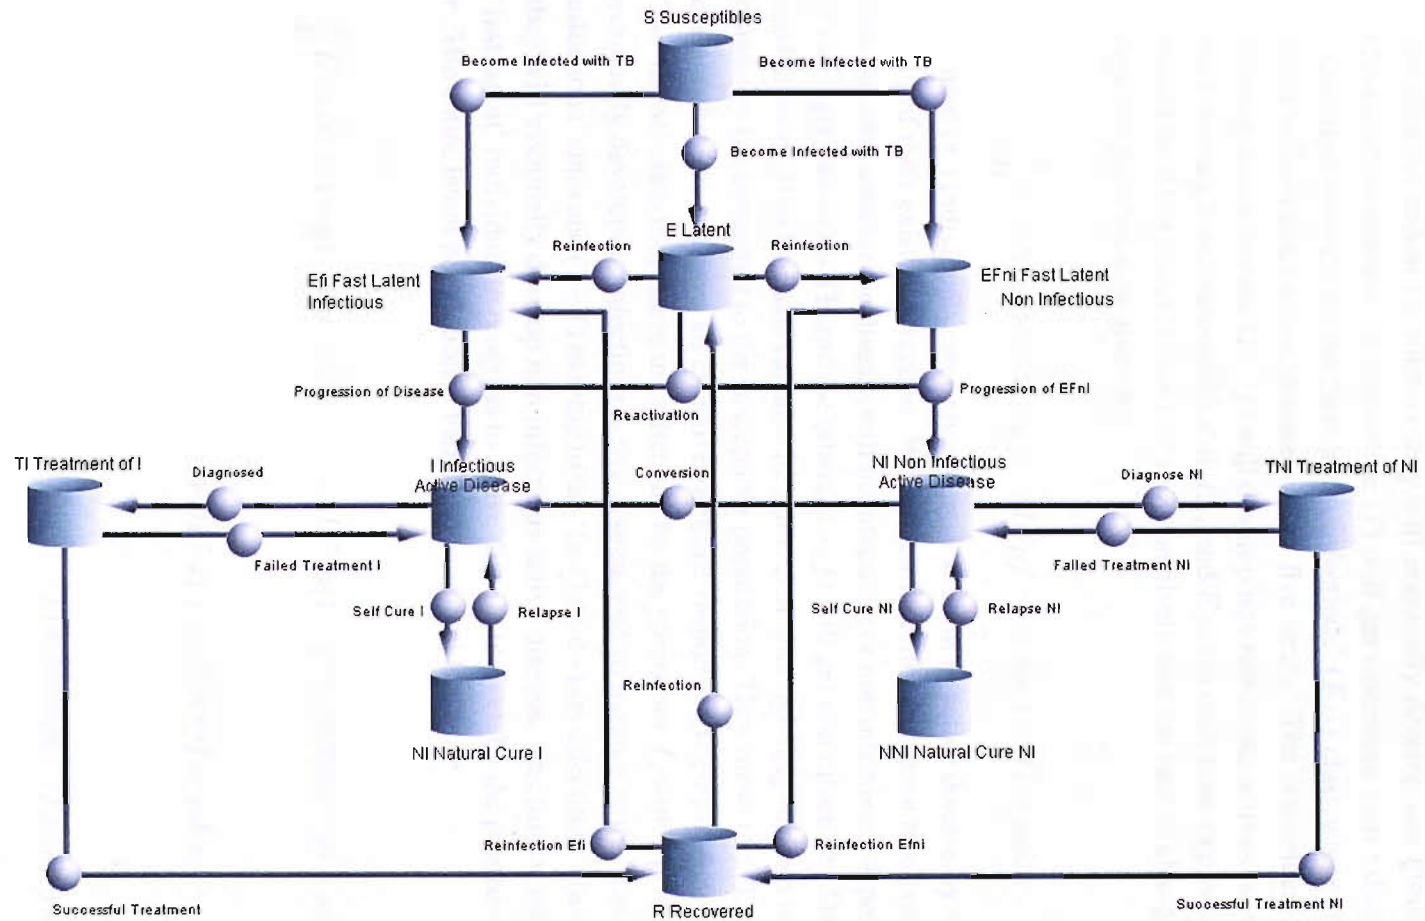 S Susceptibles
Become Infected with TB
Become Infected with TB
Become Infected with TB
E Latent
Reinfection
Reinfection
Efi Fast Latent
Infectious
EFni Fast Latent
Non Infectious
Progression of Disease
Reactivation
Progression of EFnI
TI Treatment of I
Diagnosed
I Infectious
Active Disease
Conversion
NI Non Infectious
Active Disease
Diagnose NI
TNI Treatment of NI
Failed Treatment I
Failed Treatment NI
Self Cure I
Relapse I
Self Cure NI
Relapse NI
Reinfection
NI Natural Cure I
NNI Natural Cure NI
Reinfection Efi
Reinfection Efni
Successful Treatment
R Recovered
Successful Treatment NI